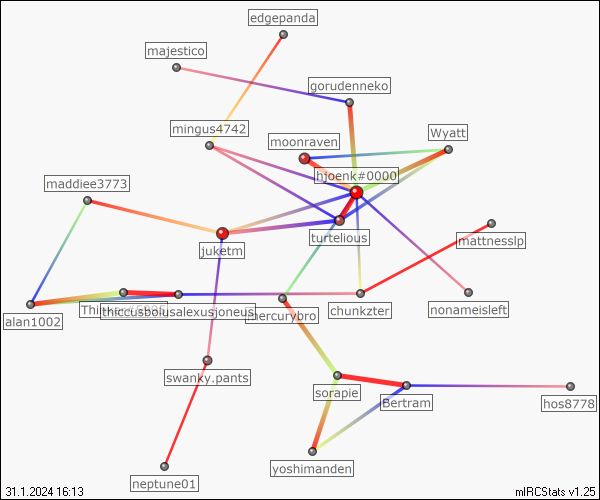 edgepanda
majestico
gorudenneko
mingus4742
Wyatt
moonraven
hjoenk#0000
maddiee3773
turtelious
mattnesslp
juketm
thiccusbolusalexusjoneus
mercurybro
chunkzter
nonameisleft
alan1002
swanky.pants
sorapie
Bertram
hos8778
yoshimanden
neptune01
31.1.2024 16:13
mIRCStats v1.25